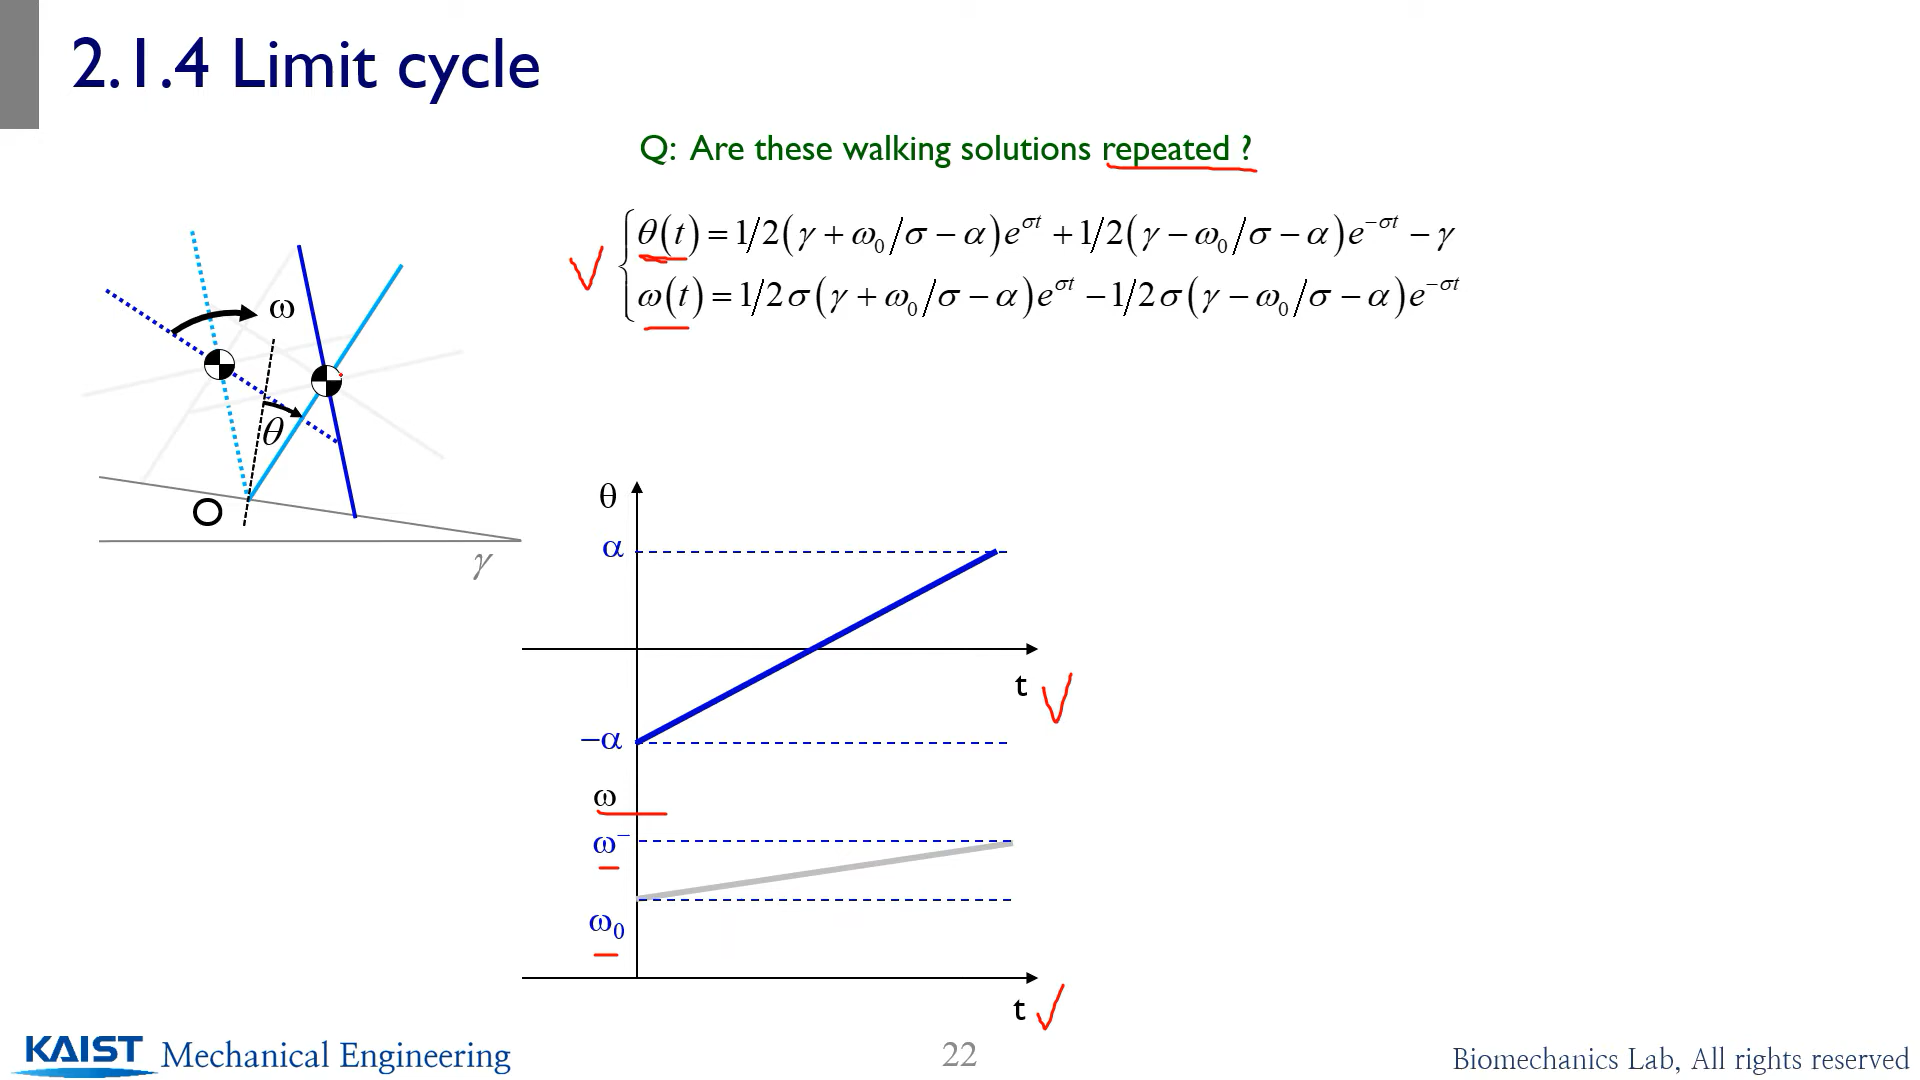 2.1.4 Limit cycle
Q: Are these walking solutions repeated ?
θ(t) = 1/2(γ + ω₀/σ − α)e^{σt} + 1/2(γ − ω₀/σ − α)e^{−σt} − γ
ω(t) = 1/2σ(γ + ω₀/σ − α)e^{σt} − 1/2σ(γ − ω₀/σ − α)e^{−σt}
ω
θ
O
γ
θ
α
t
−α
ω
ω⁻
ω₀
t
KAIST Mechanical Engineering
22
Biomechanics Lab, All rights reserved